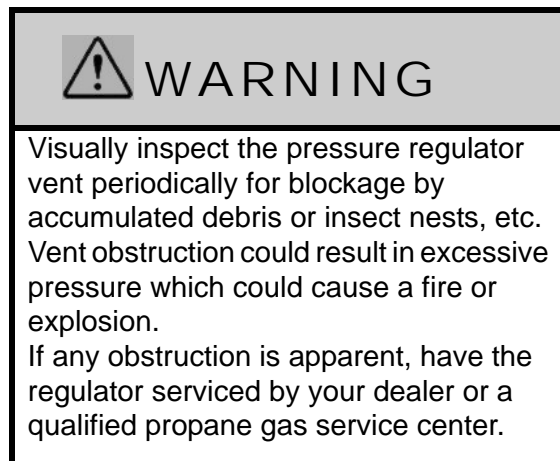 WARNING
Visually inspect the pressure regulator
vent periodically for blockage by
accumulated debris or insect nests, etc.
Vent obstruction could result in excessive
pressure which could cause a fire or
explosion.
If any obstruction is apparent, have the
regulator serviced by your dealer or a
qualified propane gas service center.